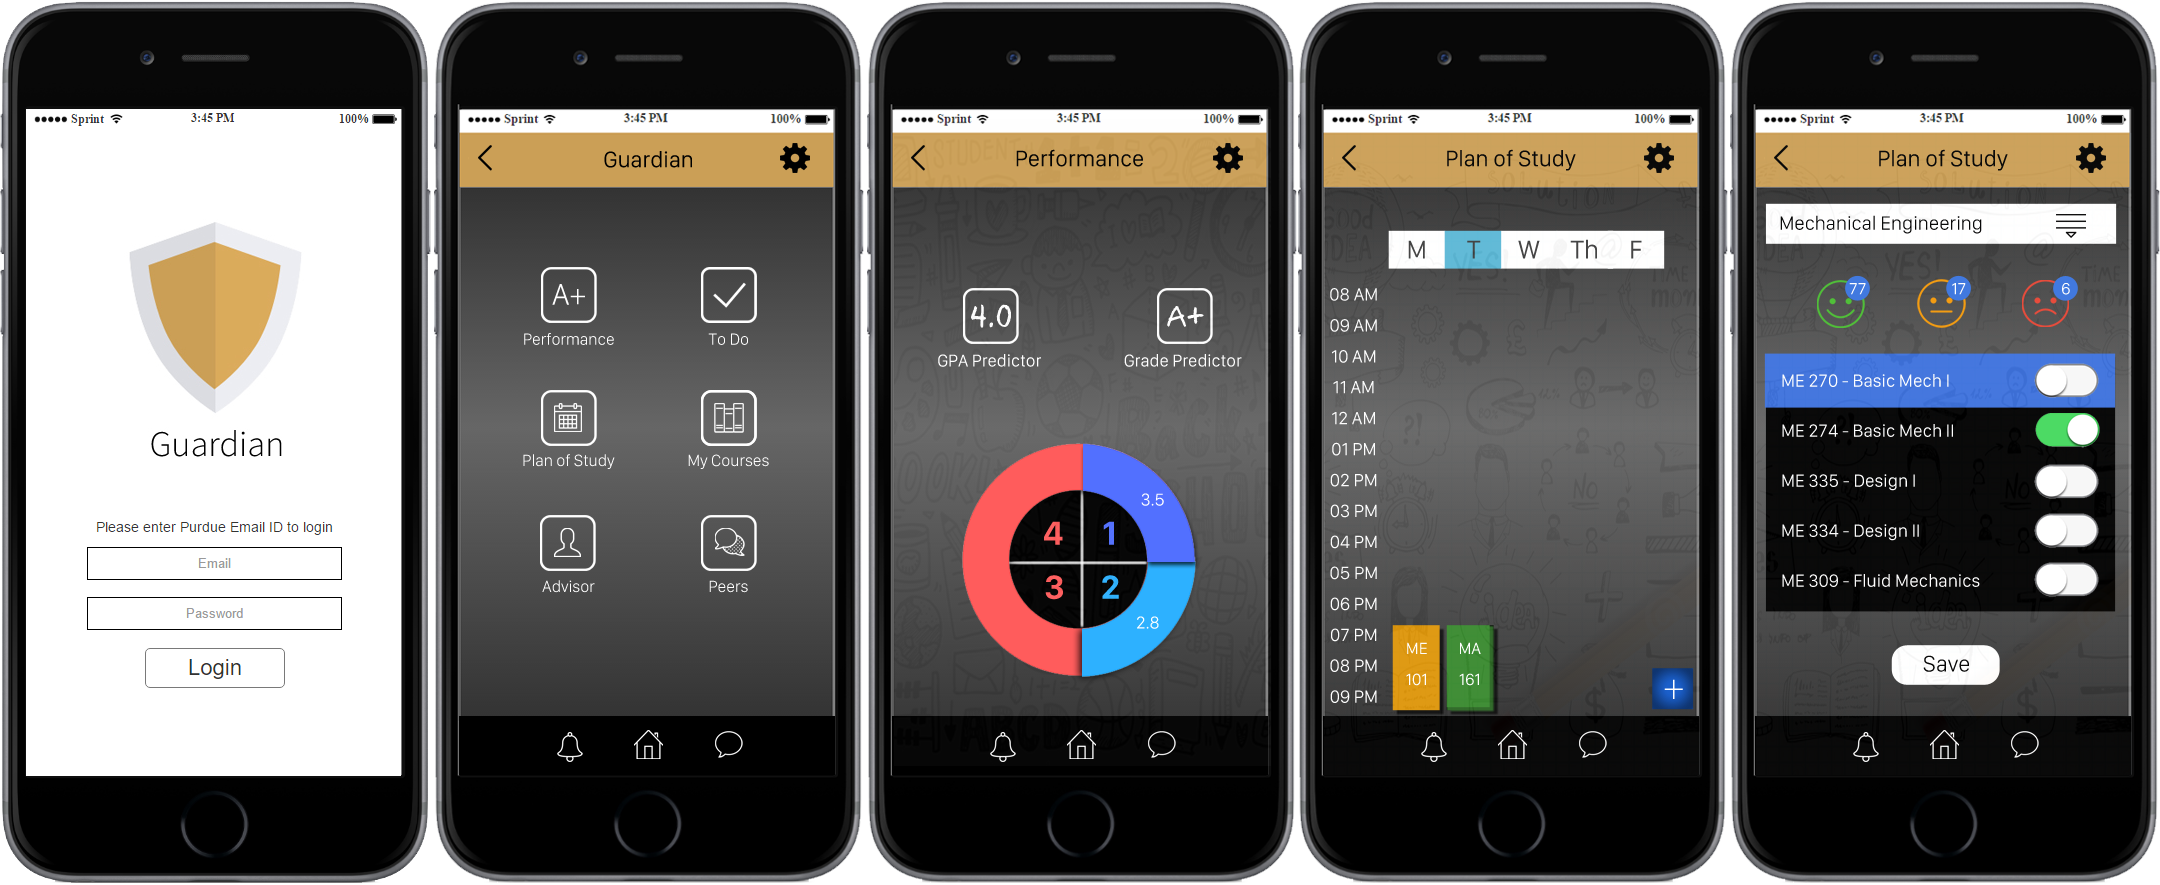 Sprint 3:45 PM 100%
Guardian
Please enter Purdue Email ID to login
Email
Password
Login
Sprint 3:45 PM 100%
Guardian
A+
Performance
To Do
Plan of Study
My Courses
Advisor
Peers
Sprint 3:45 PM 100%
Performance
4.0 A+
GPA Predictor Grade Predictor
3.5
4 1
3 2
2.8
Sprint 3:45 PM 100%
Plan of Study
M T W Th F
08 AM
09 AM
10 AM
11 AM
12 AM
01 PM
02 PM
03 PM
04 PM
05 PM
06 PM
07 PM
08 PM
09 PM
ME MA
101 161
+
Sprint 3:45 PM 100%
Plan of Study
Mechanical Engineering
77 17 6
ME 270 - Basic Mech I
ME 274 - Basic Mech II
ME 335 - Design I
ME 334 - Design II
ME 309 - Fluid Mechanics
Save